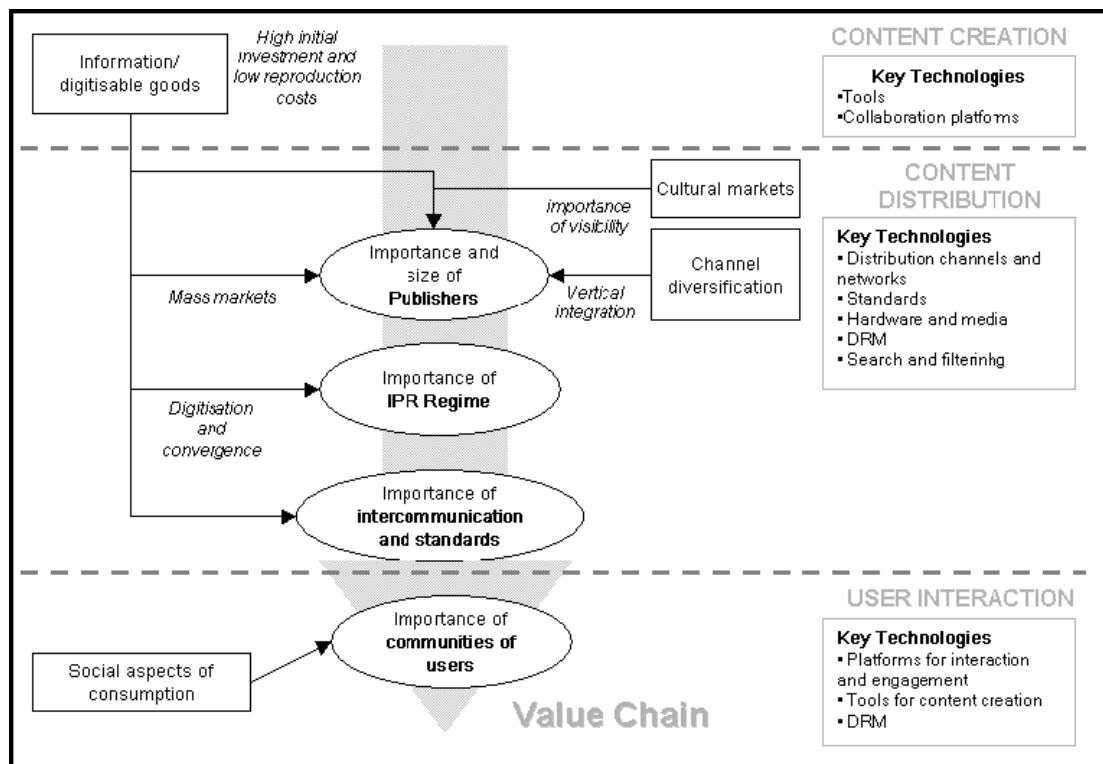 Information/
digitisable goods
High initial
investment and
low reproduction
costs
CONTENT CREATION
Key Technologies
▪Tools
▪Collaboration platforms
CONTENT
DISTRIBUTION
Cultural markets
importance
of visibility
Importance and
size of
Publishers
Mass markets
Channel
diversification
Vertical
integration
Key Technologies
▪ Distribution channels and
networks
▪ Standards
▪ Hardware and media
▪ DRM
▪ Search and filterinhg
Importance of
IPR Regime
Digitisation
and
convergence
Importance of
intercommunication
and standards
USER INTERACTION
Importance of
communities of
users
Social aspects of
consumption
Key Technologies
▪ Platforms for interaction
and engagement
▪ Tools for content creation
▪ DRM
Value Chain